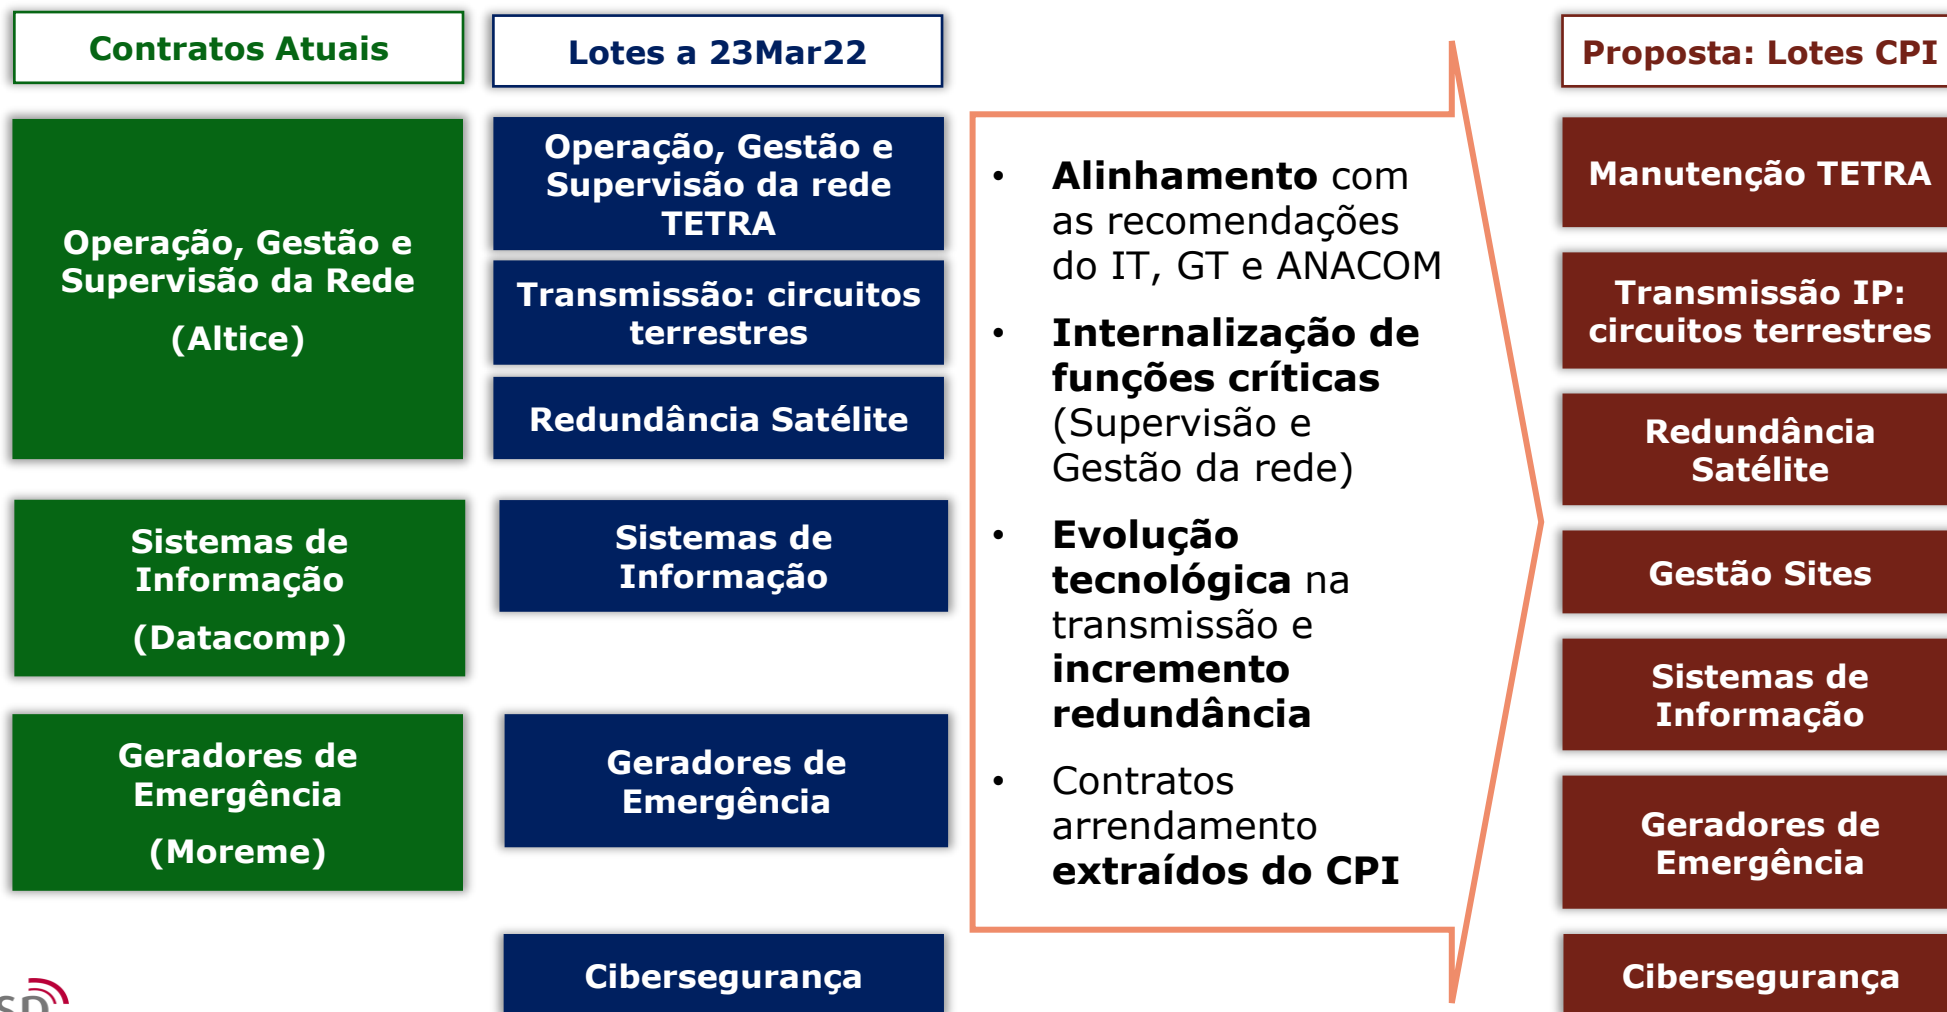 Contratos Atuais
Operação, Gestão e
Supervisão da Rede
(Altice)
Sistemas de
Informação
(Datacomp)
Geradores de
Emergência
(Moreme)
Lotes a 23Mar22
Operação, Gestão e
Supervisão da rede
TETRA
Transmissão: circuitos
terrestres
Redundância Satélite
Sistemas de
Informação
Geradores de
Emergência
Cibersegurança
• Alinhamento com
as recomendações
do IT, GT e ANACOM
• Internalização de
funções críticas
(Supervisão e
Gestão da rede)
• Evolução
tecnológica na
transmissão e
incremento
redundância
• Contratos
arrendamento
extraídos do CPI
Proposta: Lotes CPI
Manutenção TETRA
Transmissão IP:
circuitos terrestres
Redundância
Satélite
Gestão Sites
Sistemas de
Informação
Geradores de
Emergência
Cibersegurança